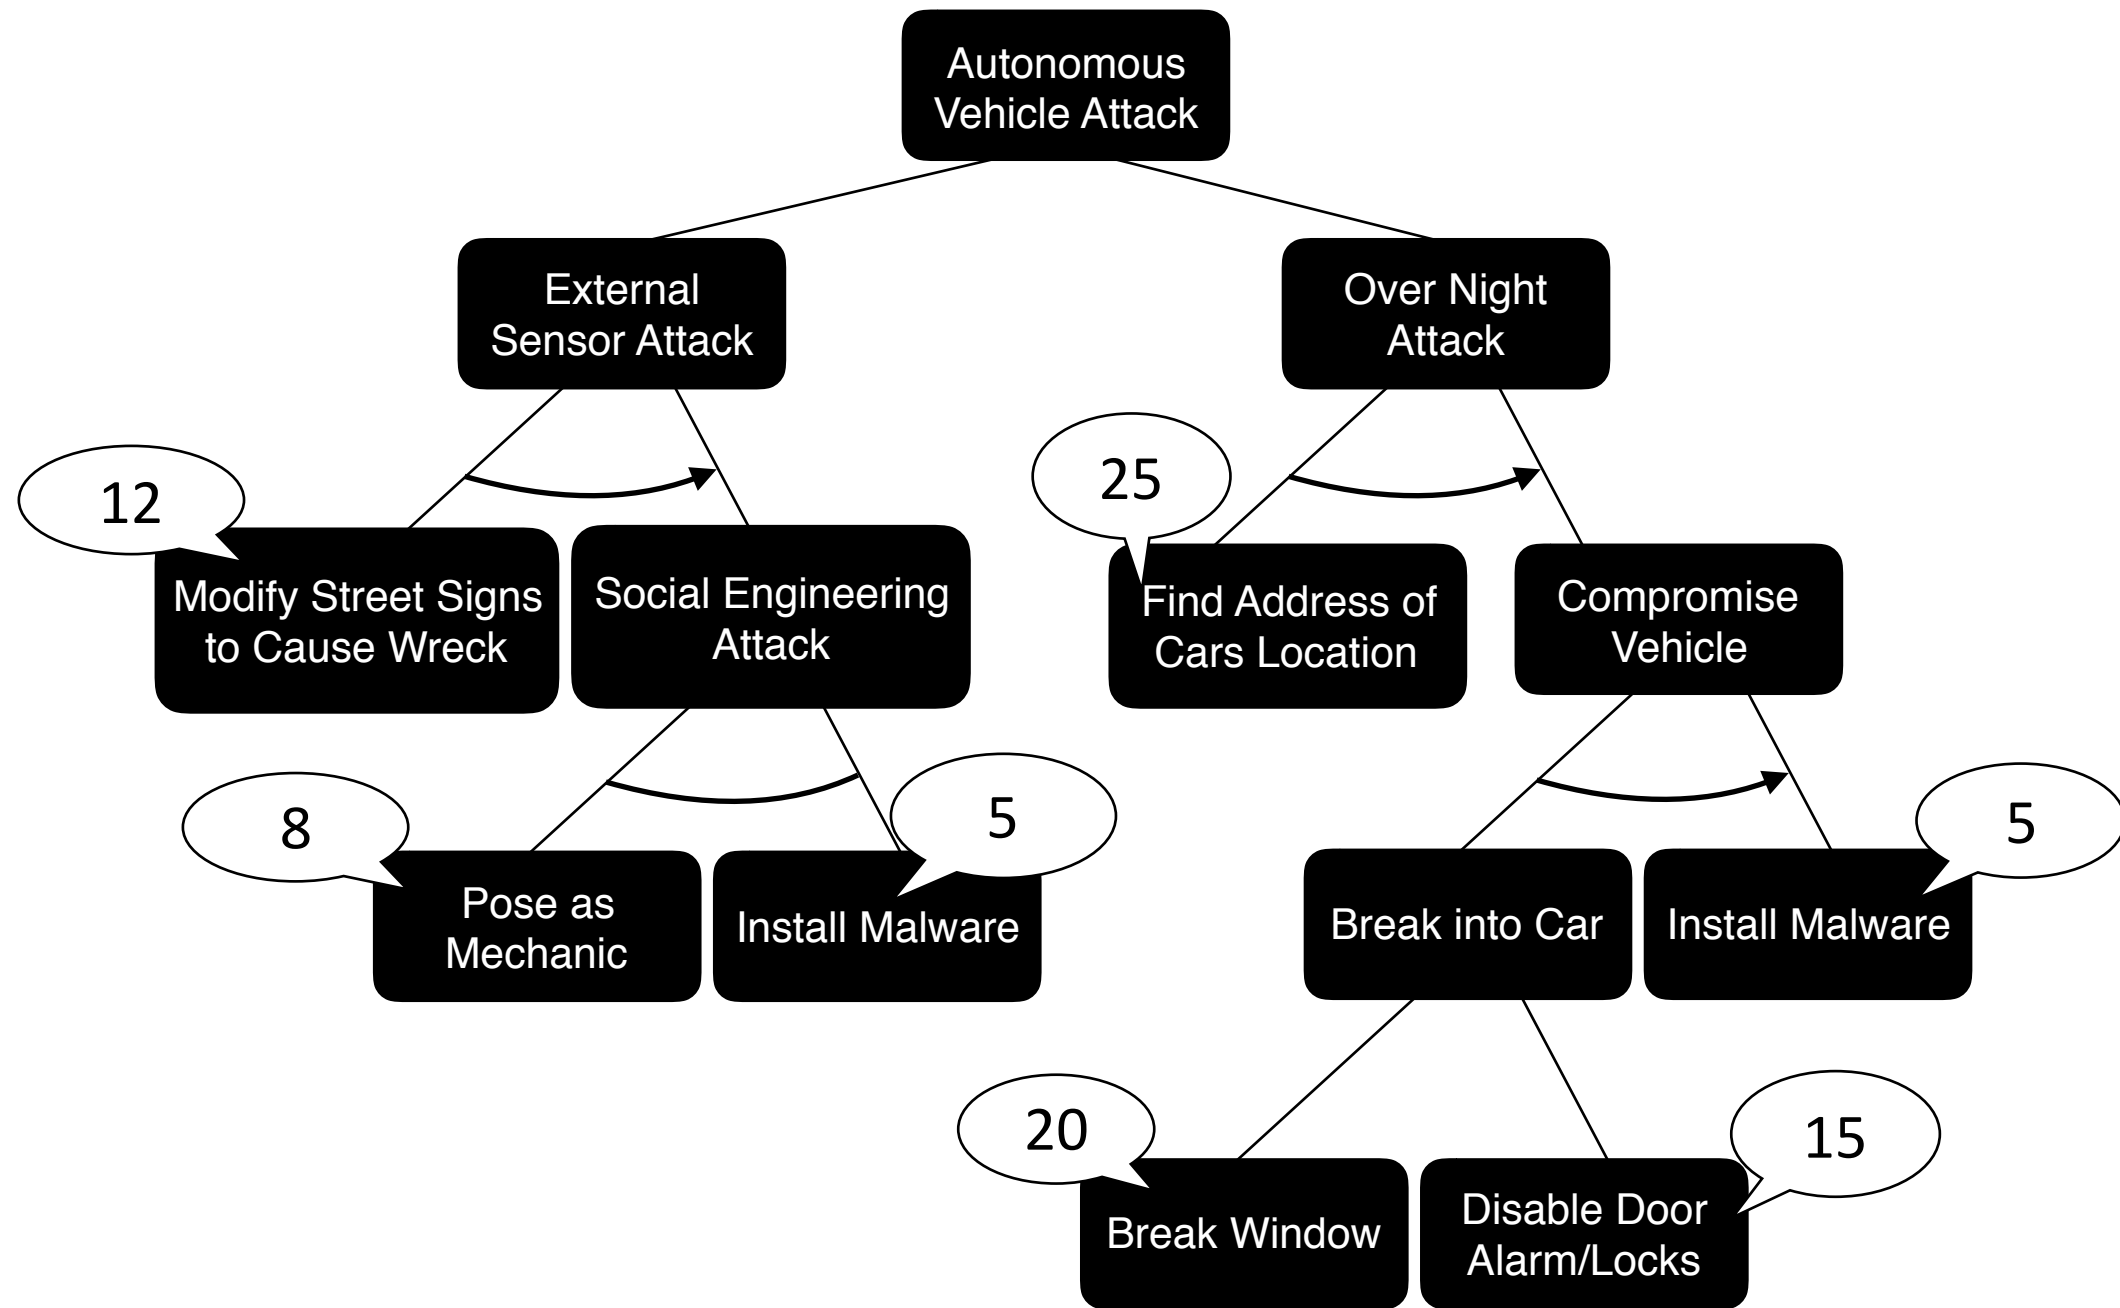 Autonomous
Vehicle Attack
External
Sensor Attack
Over Night
Attack
12
25
Modify Street Signs
to Cause Wreck
Social Engineering
Attack
Find Address of
Cars Location
Compromise
Vehicle
8
5
5
Pose as
Mechanic
Install Malware
Break into Car
Install Malware
20
15
Break Window
Disable Door
Alarm/Locks